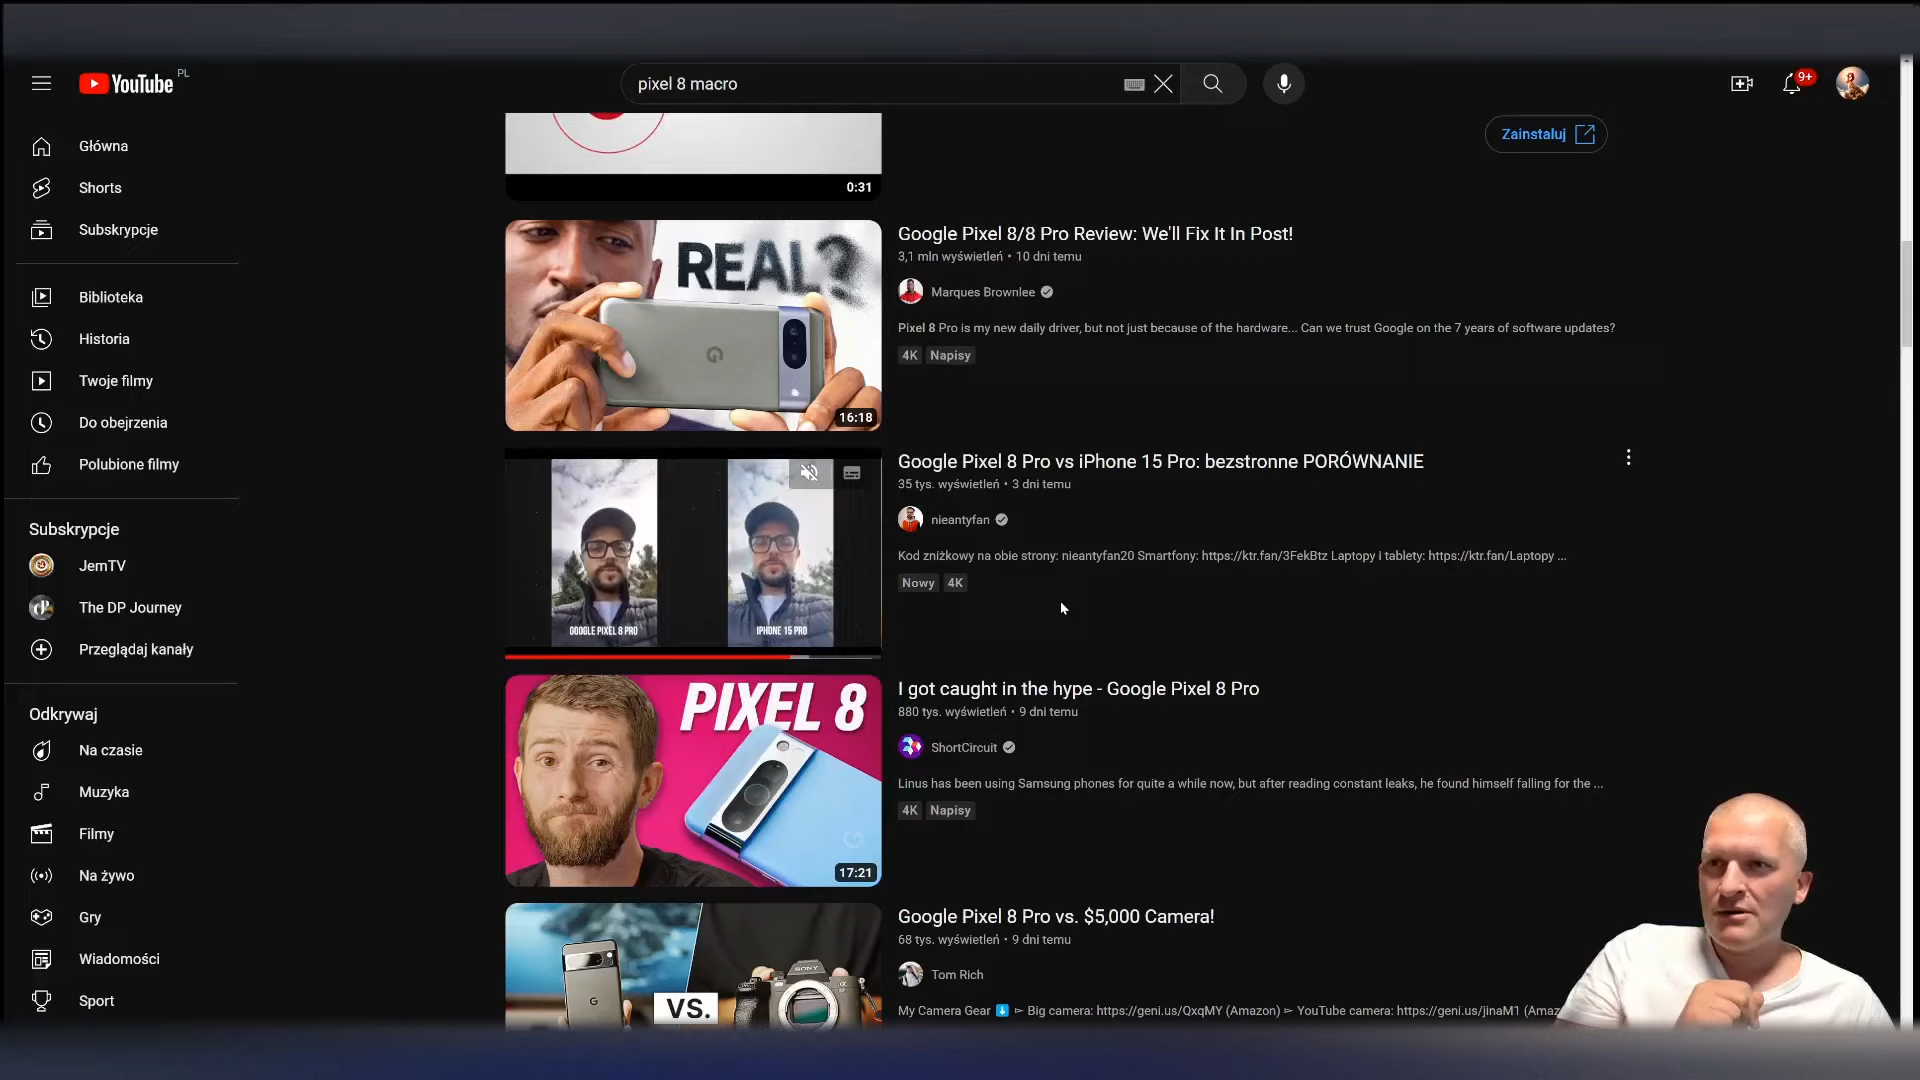 YouTube PL
pixel 8 macro
9+
Główna
Shorts
Subskrypcje
Biblioteka
Historia
Twoje filmy
Do obejrzenia
Polubione filmy
Subskrypcje
JemTV
The DP Journey
Przeglądaj kanały
Odkrywaj
Na czasie
Muzyka
Filmy
Na żywo
Gry
Wiadomości
Sport
0:31
Zainstaluj
REAL?
16:18
Google Pixel 8/8 Pro Review: We'll Fix It In Post!
3,1 mln wyświetleń • 10 dni temu
Marques Brownlee
Pixel 8 Pro is my new daily driver, but not just because of the hardware... Can we trust Google on the 7 years of software updates?
4K Napisy
GOOGLE PIXEL 8 PRO
IPHONE 15 PRO
Google Pixel 8 Pro vs iPhone 15 Pro: bezstronne PORÓWNANIE
35 tys. wyświetleń • 3 dni temu
nieantyfan
Kod zniżkowy na obie strony: nieantyfan20 Smartfony: https://ktr.fan/3FekBtz Laptopy i tablety: https://ktr.fan/Laptopy ...
Nowy 4K
PIXEL 8
17:21
I got caught in the hype - Google Pixel 8 Pro
880 tys. wyświetleń • 9 dni temu
ShortCircuit
Linus has been using Samsung phones for quite a while now, but after reading constant leaks, he found himself falling for the ...
4K Napisy
VS.
SONY
Google Pixel 8 Pro vs. $5,000 Camera!
68 tys. wyświetleń • 9 dni temu
Tom Rich
My Camera Gear ⬇️ ► Big camera: https://geni.us/QxqMY (Amazon) ► YouTube camera: https://geni.us/jinaM1 (Amaz